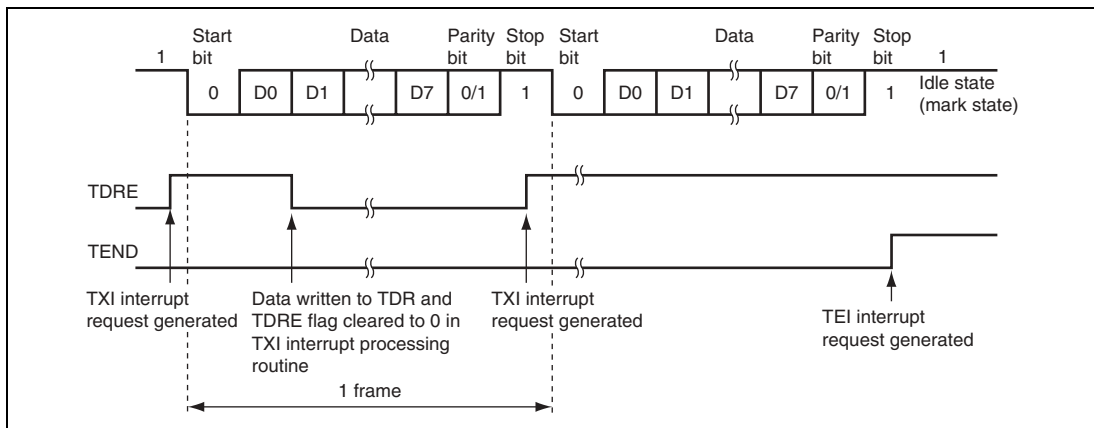 1
Start bit
Data
Parity bit
Stop bit
Start bit
Data
Parity bit
Stop bit
1
0
D0
D1
D7
0/1
1
0
D0
D1
D7
0/1
1
Idle state
(mark state)
TDRE
TEND
TXI interrupt
request generated
Data written to TDR and
TDRE flag cleared to 0 in
TXI interrupt processing
routine
TXI interrupt
request generated
TEI interrupt
request generated
1 frame